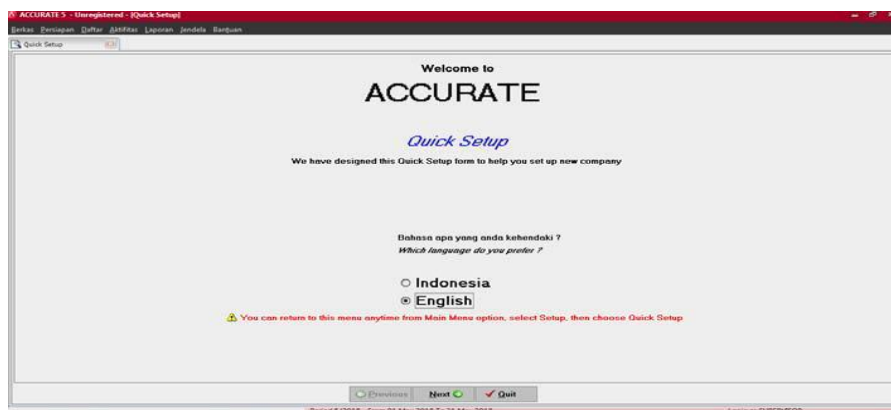 ACCURATE 5 - Unregistered - [Quick Setup]
Berkas Persiapan Daftar Aktifitas Laporan Jendela Bantuan
Quick Setup
Welcome to
ACCURATE
Quick Setup
We have designed this Quick Setup form to help you set up new company
Bahasa apa yang anda kehendaki ?
Which language do you prefer ?
Indonesia
English
You can return to this menu anytime from Main Menu option, select Setup, then choose Quick Setup
Previous Next Quit